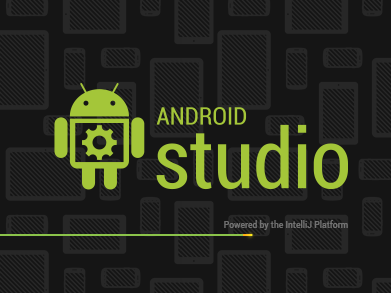 ANDROID
studio
Powered by the IntelliJ Platform